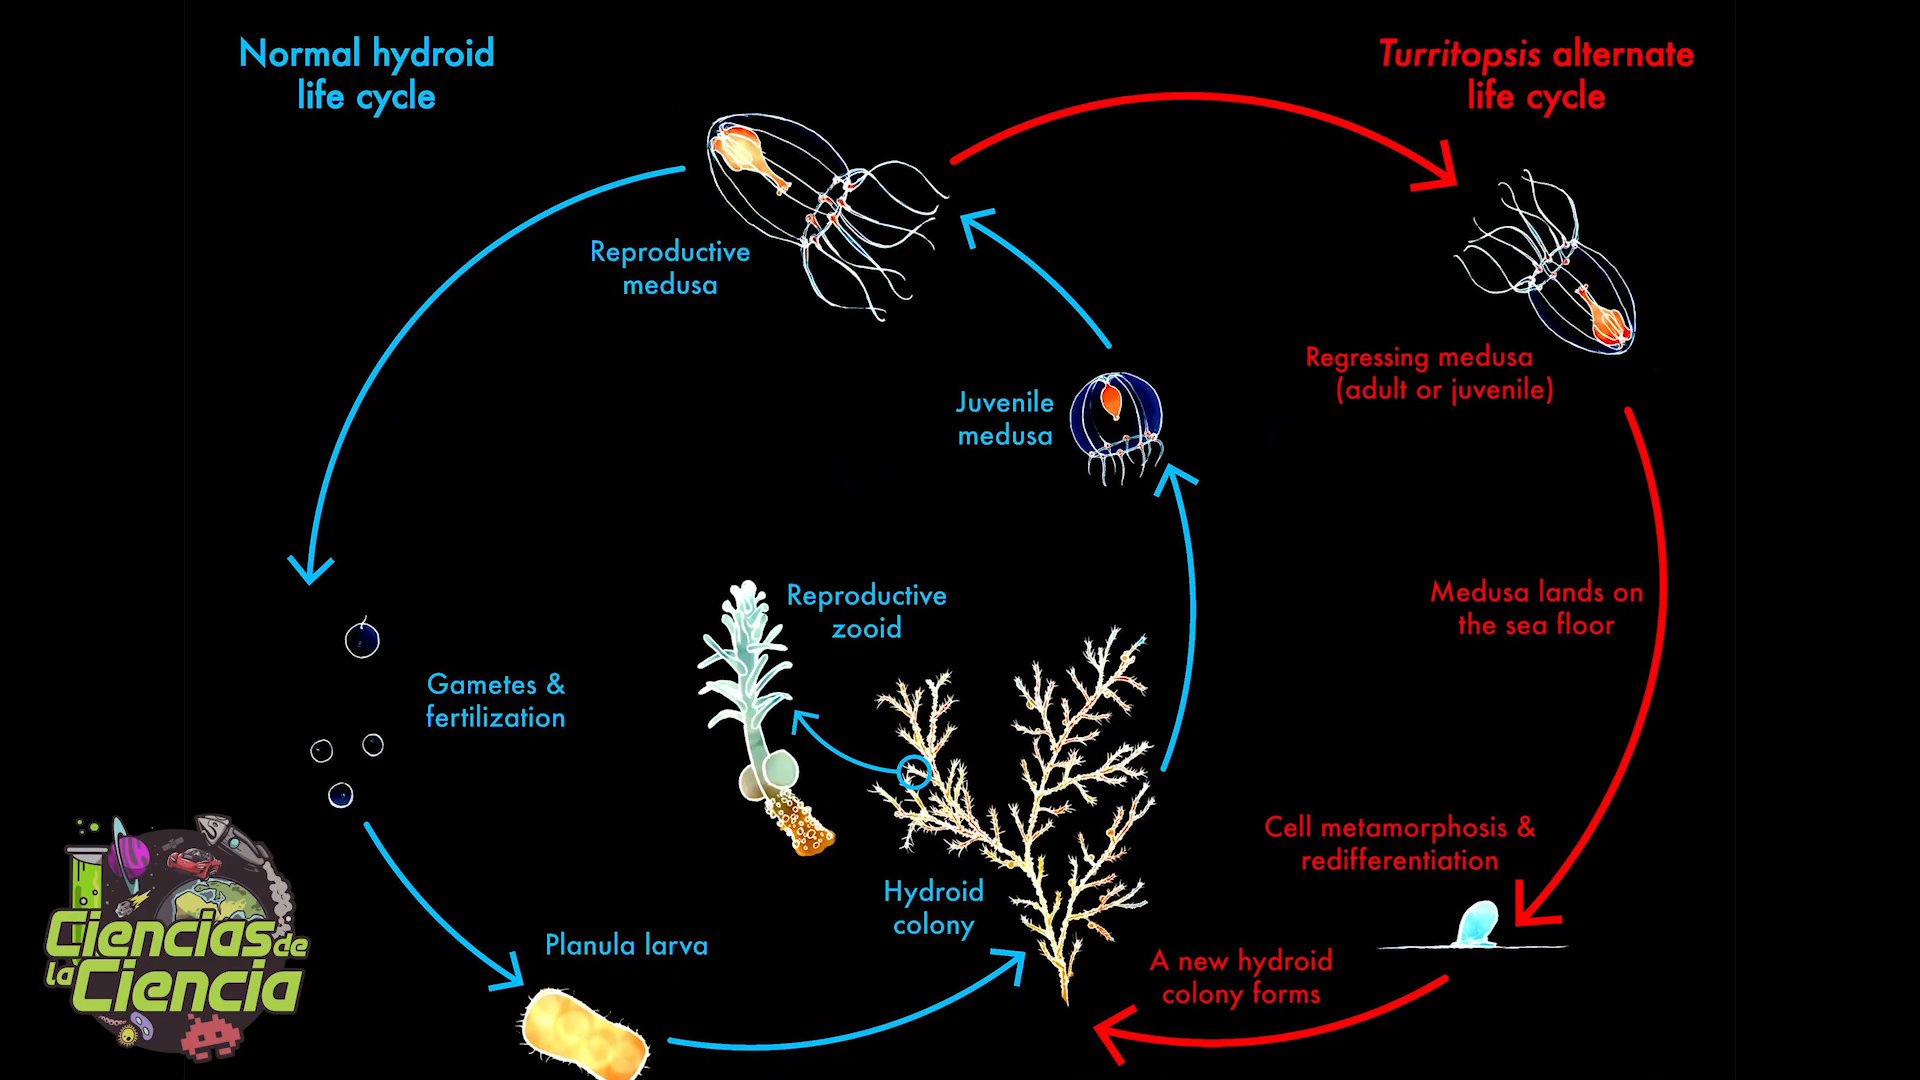 Normal hydroid
life cycle
Turritopsis alternate
life cycle
Reproductive
medusa
Regressing medusa
(adult or juvenile)
Juvenile
medusa
Reproductive
zooid
Medusa lands on
the sea floor
Gametes &
fertilization
Cell metamorphosis &
redifferentiation
Hydroid
colony
Planula larva
A new hydroid
colony forms
Ciencias de
la Ciencia